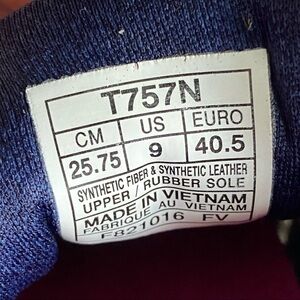 T757N
CM US EURO
25.75 9 40.5
SYNTHETIC FIBER & SYNTHETIC LEATHER
UPPER / RUBBER SOLE
MADE IN VIETNAM
FABRIQUE AU VIETNAM
F821016 FV